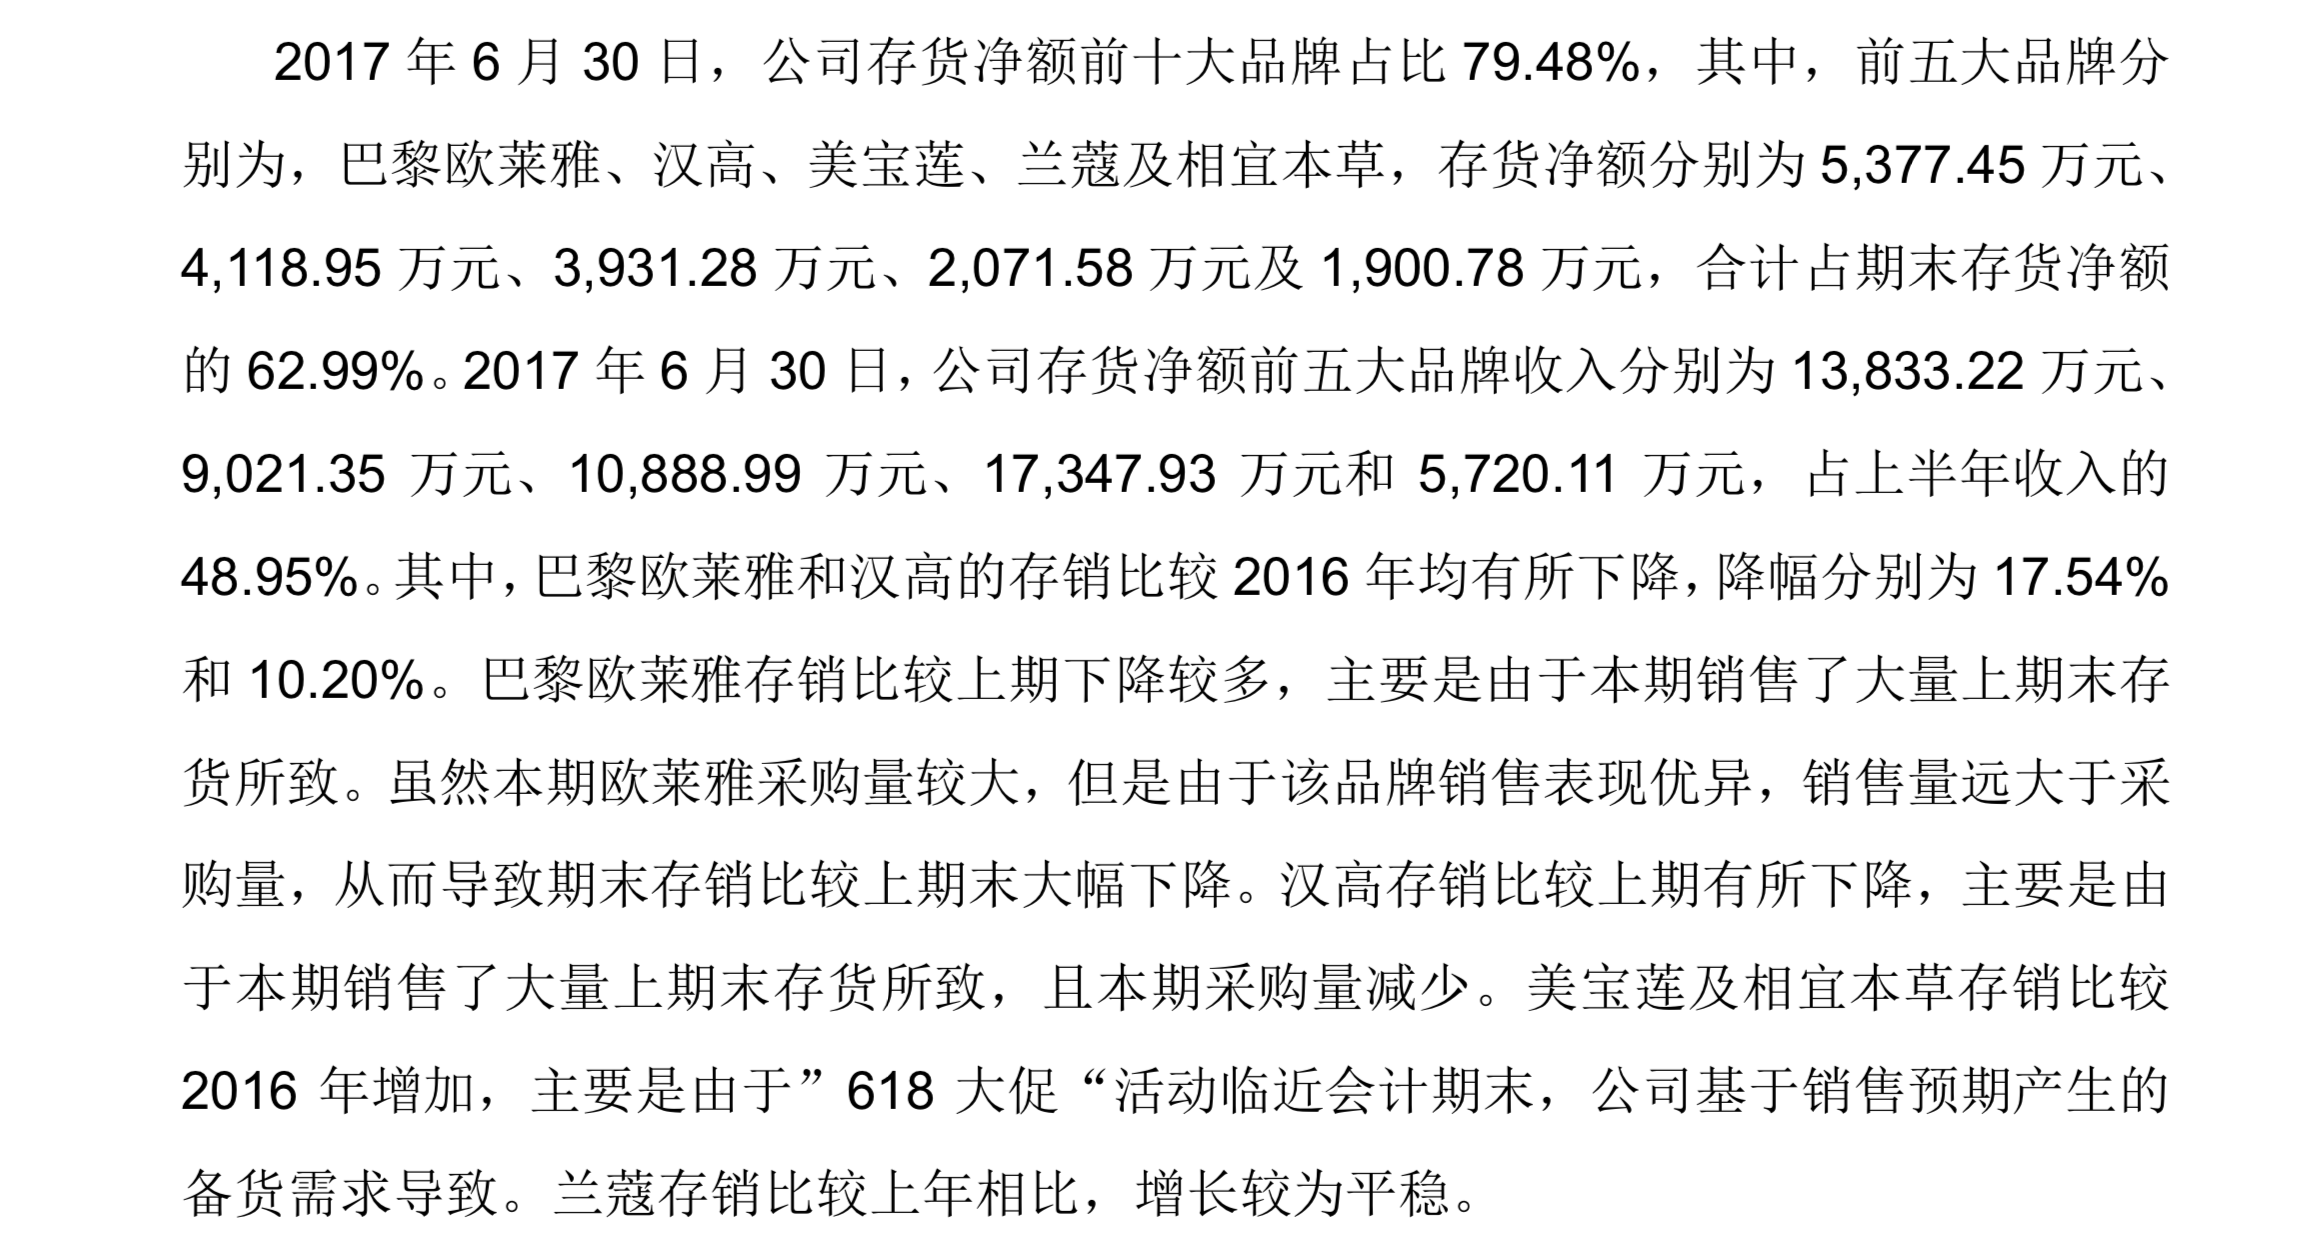 2017 年 6 月 30 日，公司存货净额前十大品牌占比 79.48%，其中，前五大品牌分
别为，巴黎欧莱雅、汉高、美宝莲、兰蔻及相宜本草，存货净额分别为 5,377.45 万元、
4,118.95 万元、3,931.28 万元、2,071.58 万元及 1,900.78 万元，合计占期末存货净额
的 62.99%。2017 年 6 月 30 日，公司存货净额前五大品牌收入分别为 13,833.22 万元、
9,021.35 万元、10,888.99 万元、17,347.93 万元和 5,720.11 万元，占上半年收入的
48.95%。其中，巴黎欧莱雅和汉高的存销比较 2016 年均有所下降，降幅分别为 17.54%
和 10.20%。巴黎欧莱雅存销比较上期下降较多，主要是由于本期销售了大量上期末存
货所致。虽然本期欧莱雅采购量较大，但是由于该品牌销售表现优异，销售量远大于采
购量，从而导致期末存销比较上期末大幅下降。汉高存销比较上期有所下降，主要是由
于本期销售了大量上期末存货所致，且本期采购量减少。美宝莲及相宜本草存销比较
2016 年增加，主要是由于”618 大促“活动临近会计期末，公司基于销售预期产生的
备货需求导致。兰蔻存销比较上年相比，增长较为平稳。